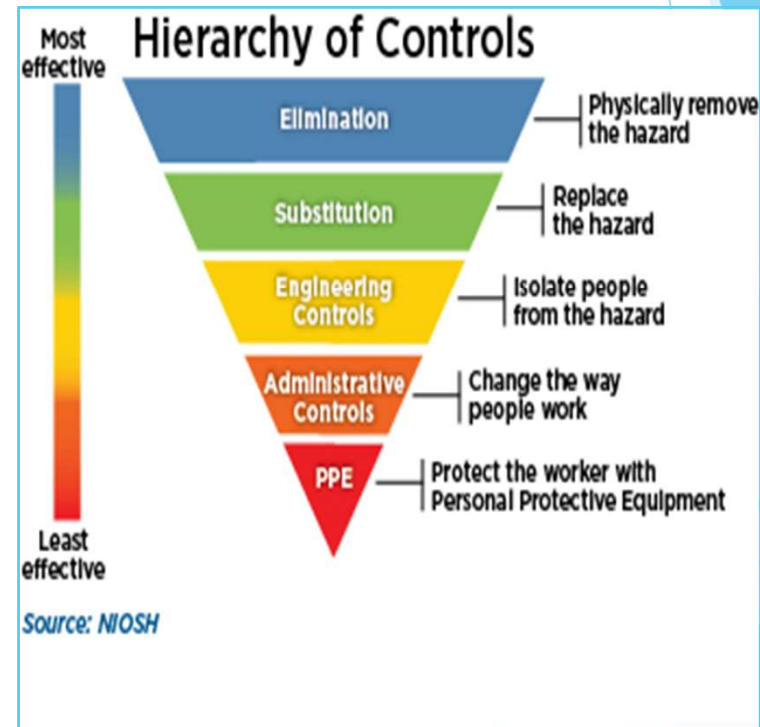 Hierarchy of Controls
Most
effective
Elimination
Physically remove
the hazard
Substitution
Replace
the hazard
Engineering
Controls
Isolate people
from the hazard
Administrative
Controls
Change the way
people work
PPE
Protect the worker with
Personal Protective Equipment
Least
effective
Source: NIOSH